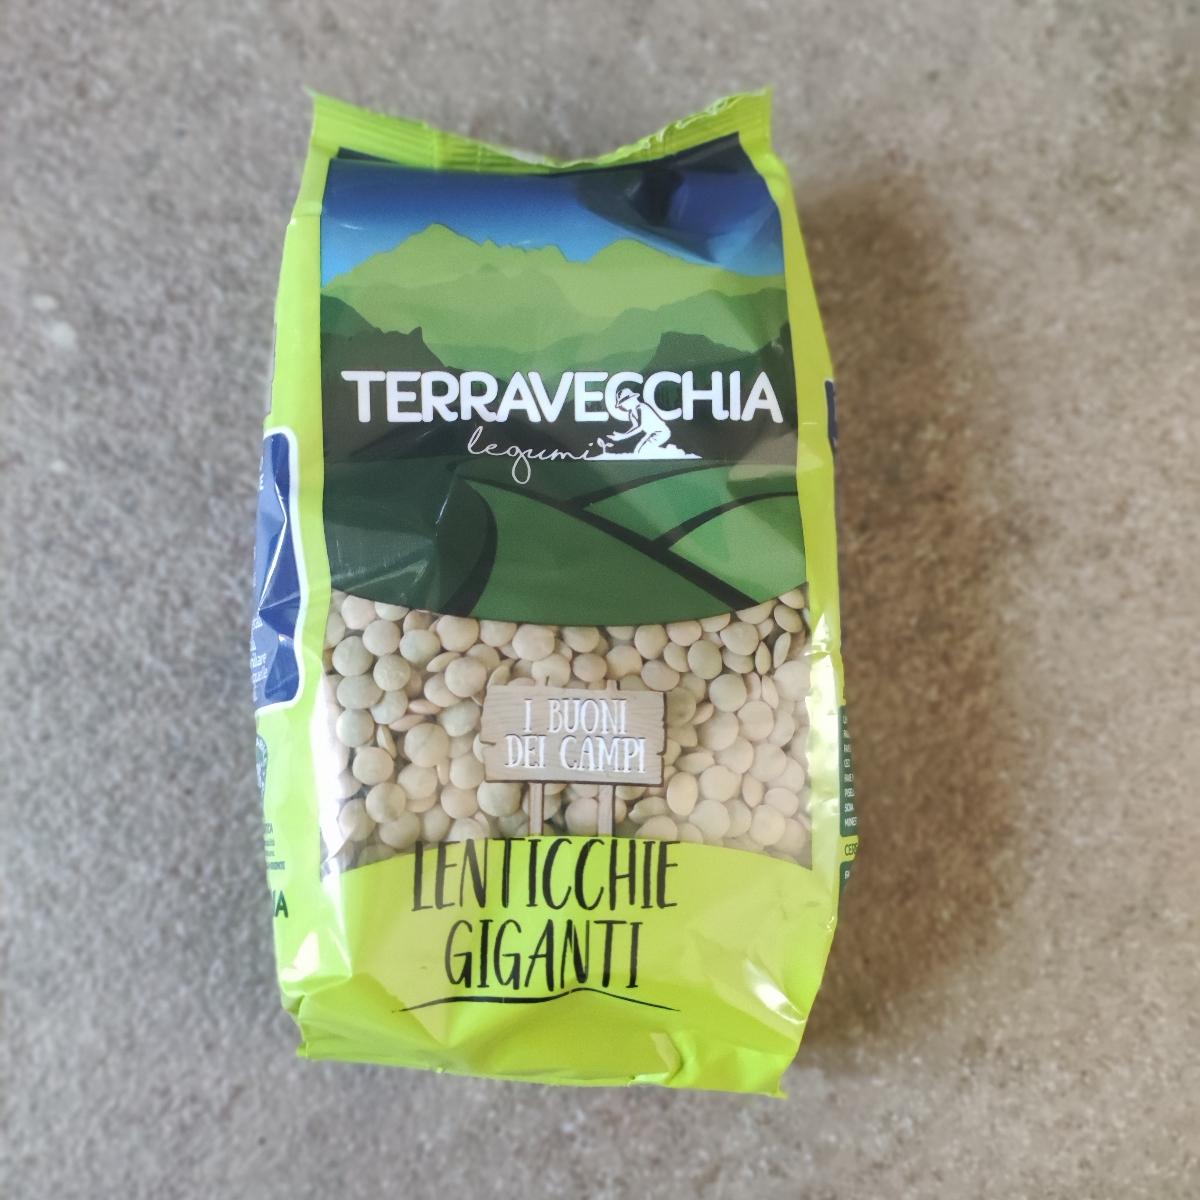 TERRAVECCHIA
legumi
I BUONI
DEI CAMPI
LENTICCHIE
GIGANTI